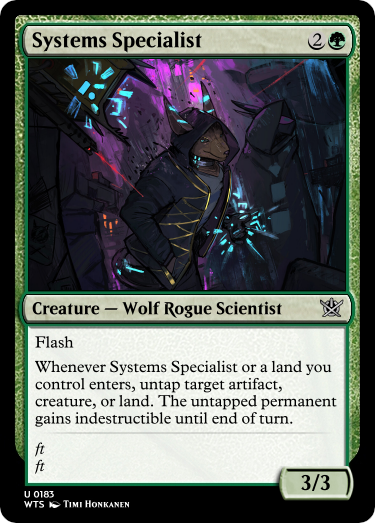 Systems Specialist 2
Creature — Wolf Rogue Scientist
Flash
Whenever Systems Specialist or a land you
control enters, untap target artifact,
creature, or land. The untapped permanent
gains indestructible until end of turn.
ft
ft
3/3
U 0183
WTS Timi Honkanen